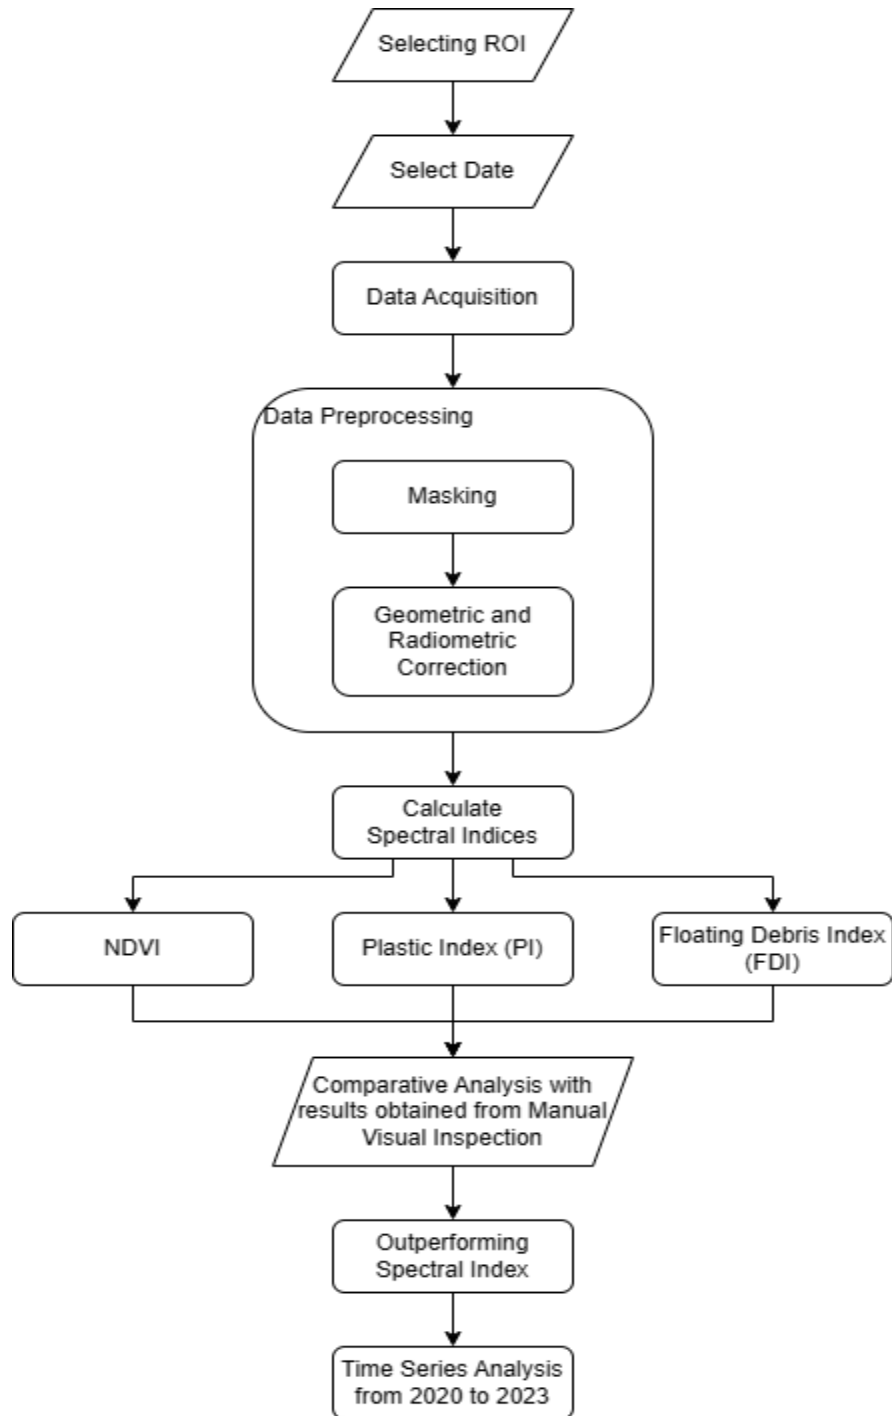 Selecting ROI
Select Date
Data Acquisition
Data Preprocessing
Masking
Geometric and
Radiometric
Correction
Calculate
Spectral Indices
NDVI
Plastic Index (PI)
Floating Debris Index
(FDI)
Comparative Analysis with
results obtained from Manual
Visual Inspection
Outperforming
Spectral Index
Time Series Analysis
from 2020 to 2023